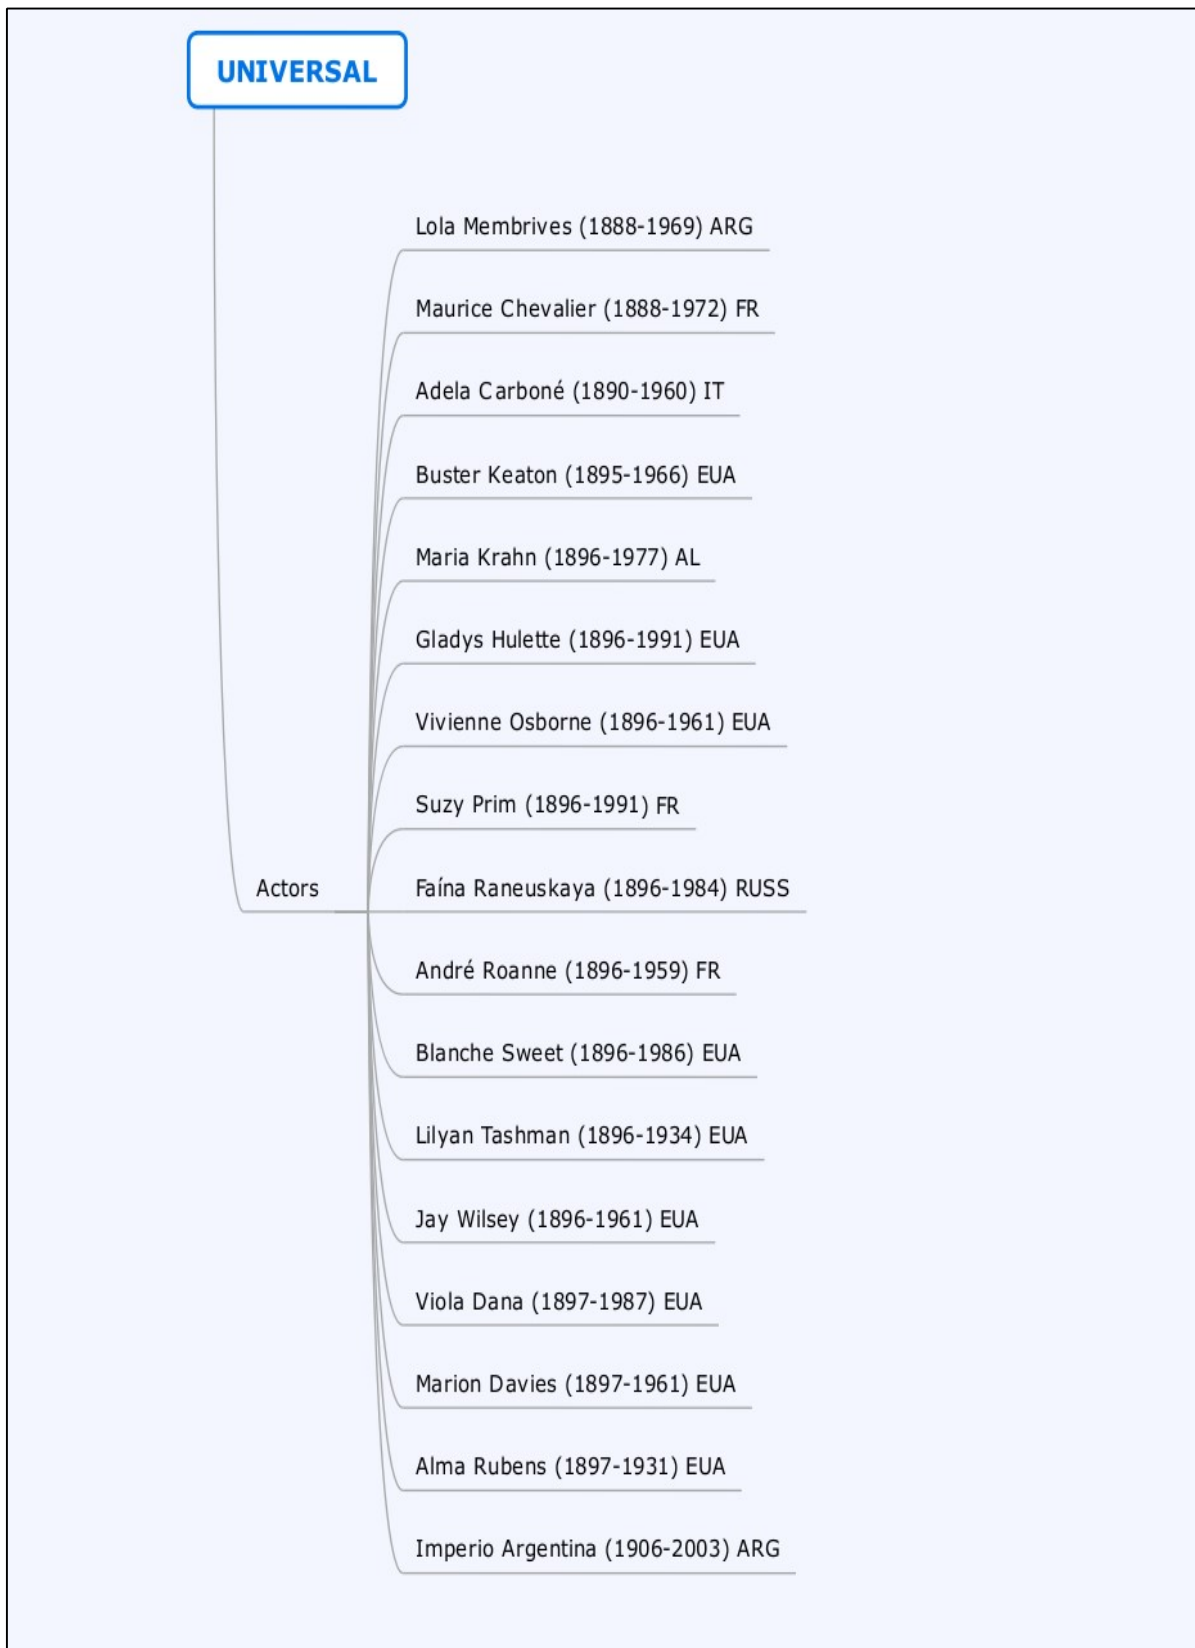 UNIVERSAL
Lola Membrives (1888-1969) ARG
Maurice Chevalier (1888-1972) FR
Adela Carboné (1890-1960) IT
Buster Keaton (1895-1966) EUA
Maria Krahn (1896-1977) AL
Gladys Hulette (1896-1991) EUA
Vivienne Osborne (1896-1961) EUA
Suzy Prim (1896-1991) FR
Actors
Faína Raneuskaya (1896-1984) RUSS
André Roanne (1896-1959) FR
Blanche Sweet (1896-1986) EUA
Lilyan Tashman (1896-1934) EUA
Jay Wilsey (1896-1961) EUA
Viola Dana (1897-1987) EUA
Marion Davies (1897-1961) EUA
Alma Rubens (1897-1931) EUA
Imperio Argentina (1906-2003) ARG